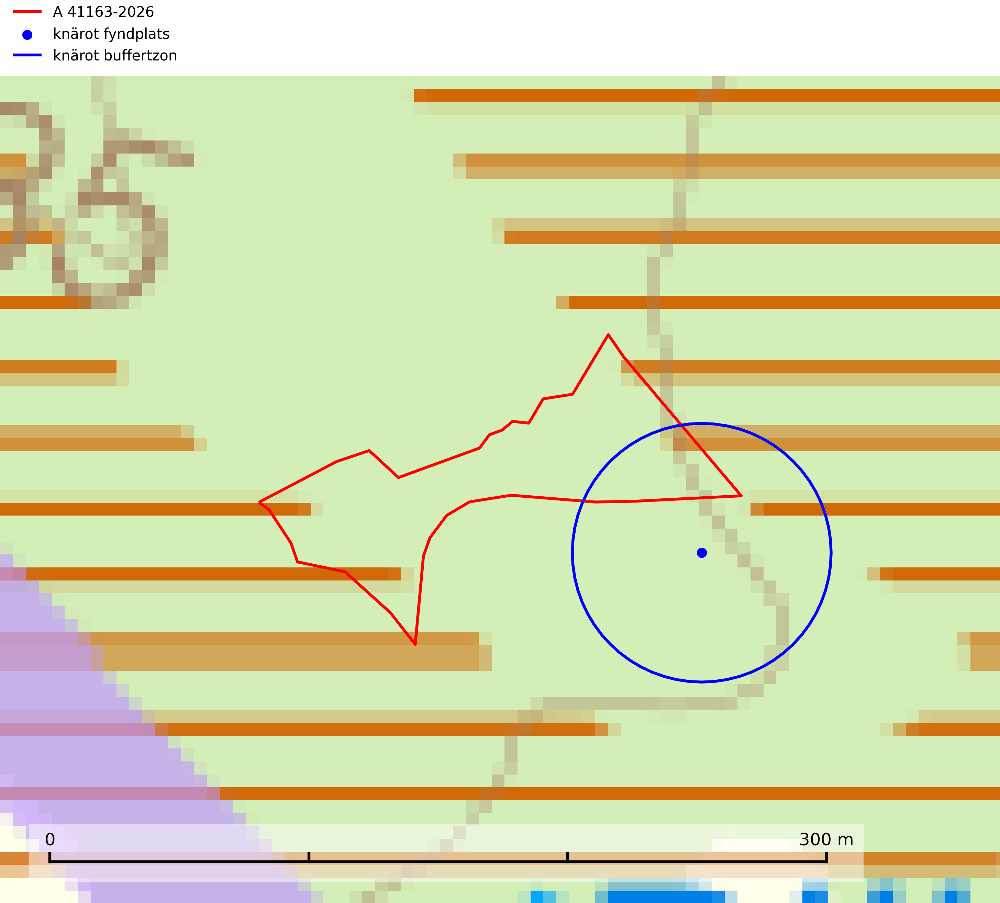 A 41163-2026
knärot fyndplats
knärot buffertzon
0 300 m